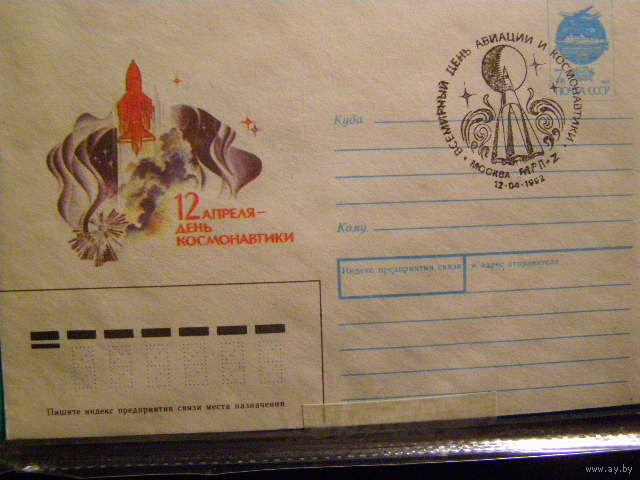 ПОЧТА СССР
ВСЕМИРНЫЙ ДЕНЬ АВИАЦИИ И КОСМОНАВТИКИ
МОСКВА
12-04-1992
Куда
12 АПРЕЛЯ –
ДЕНЬ
КОСМОНАВТИКИ
Кому
Индекс предприятия связи и адрес отправителя
Пишите индекс предприятия связи места назначения
www.ay.by